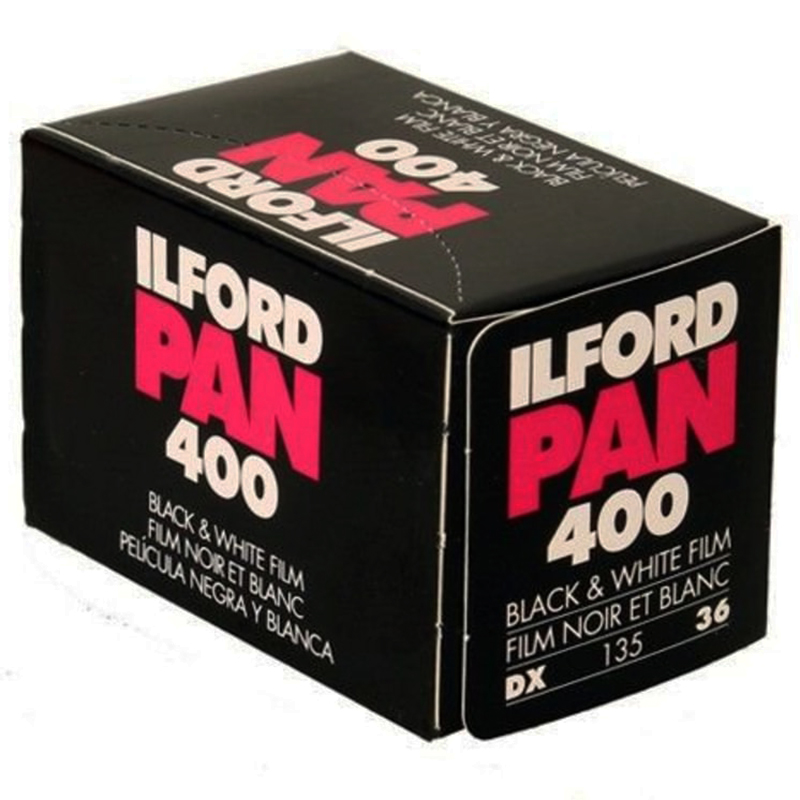 BLACK & WHITE FILM
FILM NOIR ET BLANC
PELÍCULA NEGRA Y BLANCA
400
PAN
ILFORD
ILFORD
PAN
400
BLACK & WHITE FILM
FILM NOIR ET BLANC
PELÍCULA NEGRA Y BLANCA
ILFORD
PAN
400
BLACK & WHITE FILM
FILM NOIR ET BLANC
DX 135 36